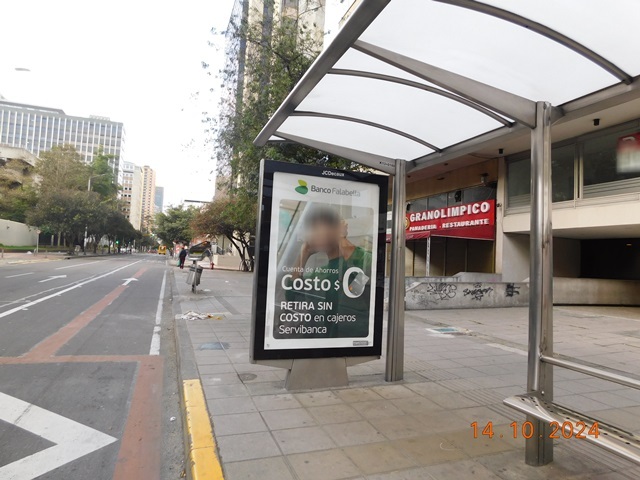 JCDecaux
Banco Falabella
Cuenta de Ahorros
Costo $0
RETIRA SIN
COSTO en cajeros
Servibanca
GRANOLIMPICO
PANADERIA - RESTAURANTE
14.10.2024